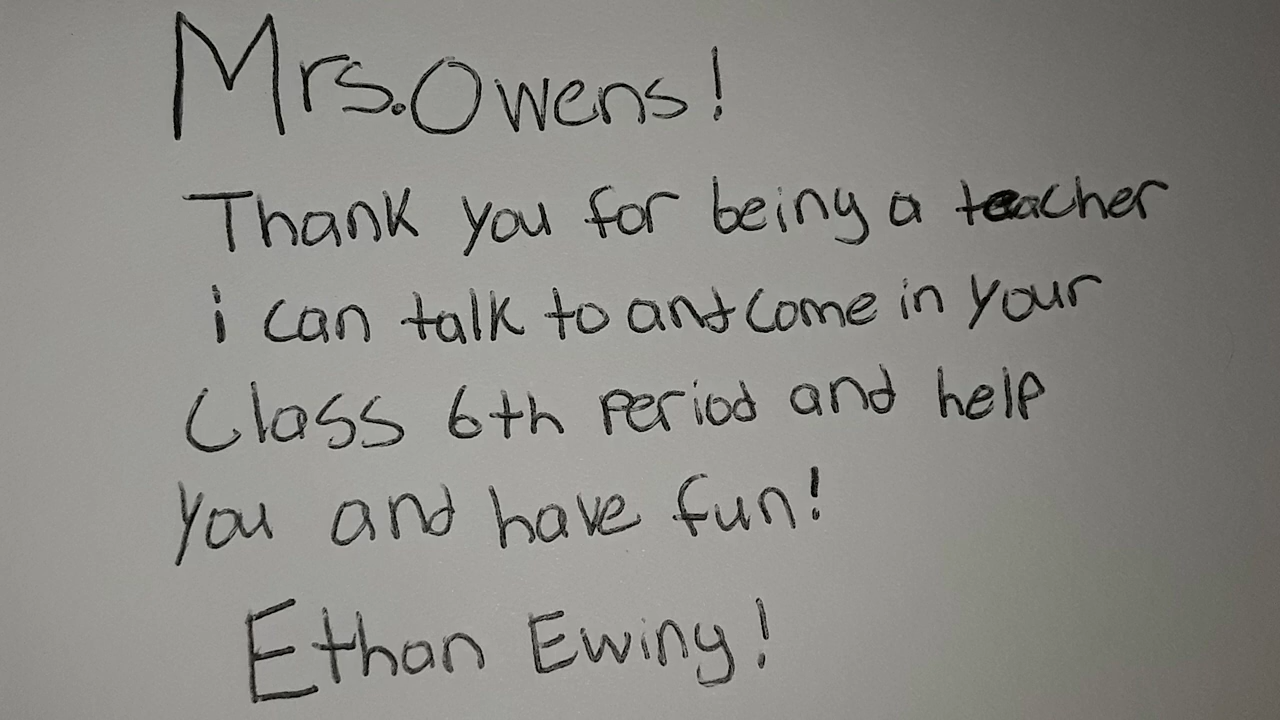 Mrs. Owens!
Thank you for being a teacher
i can talk to and come in your
Class 6th period and help
you and have fun!
Ethan Ewing!